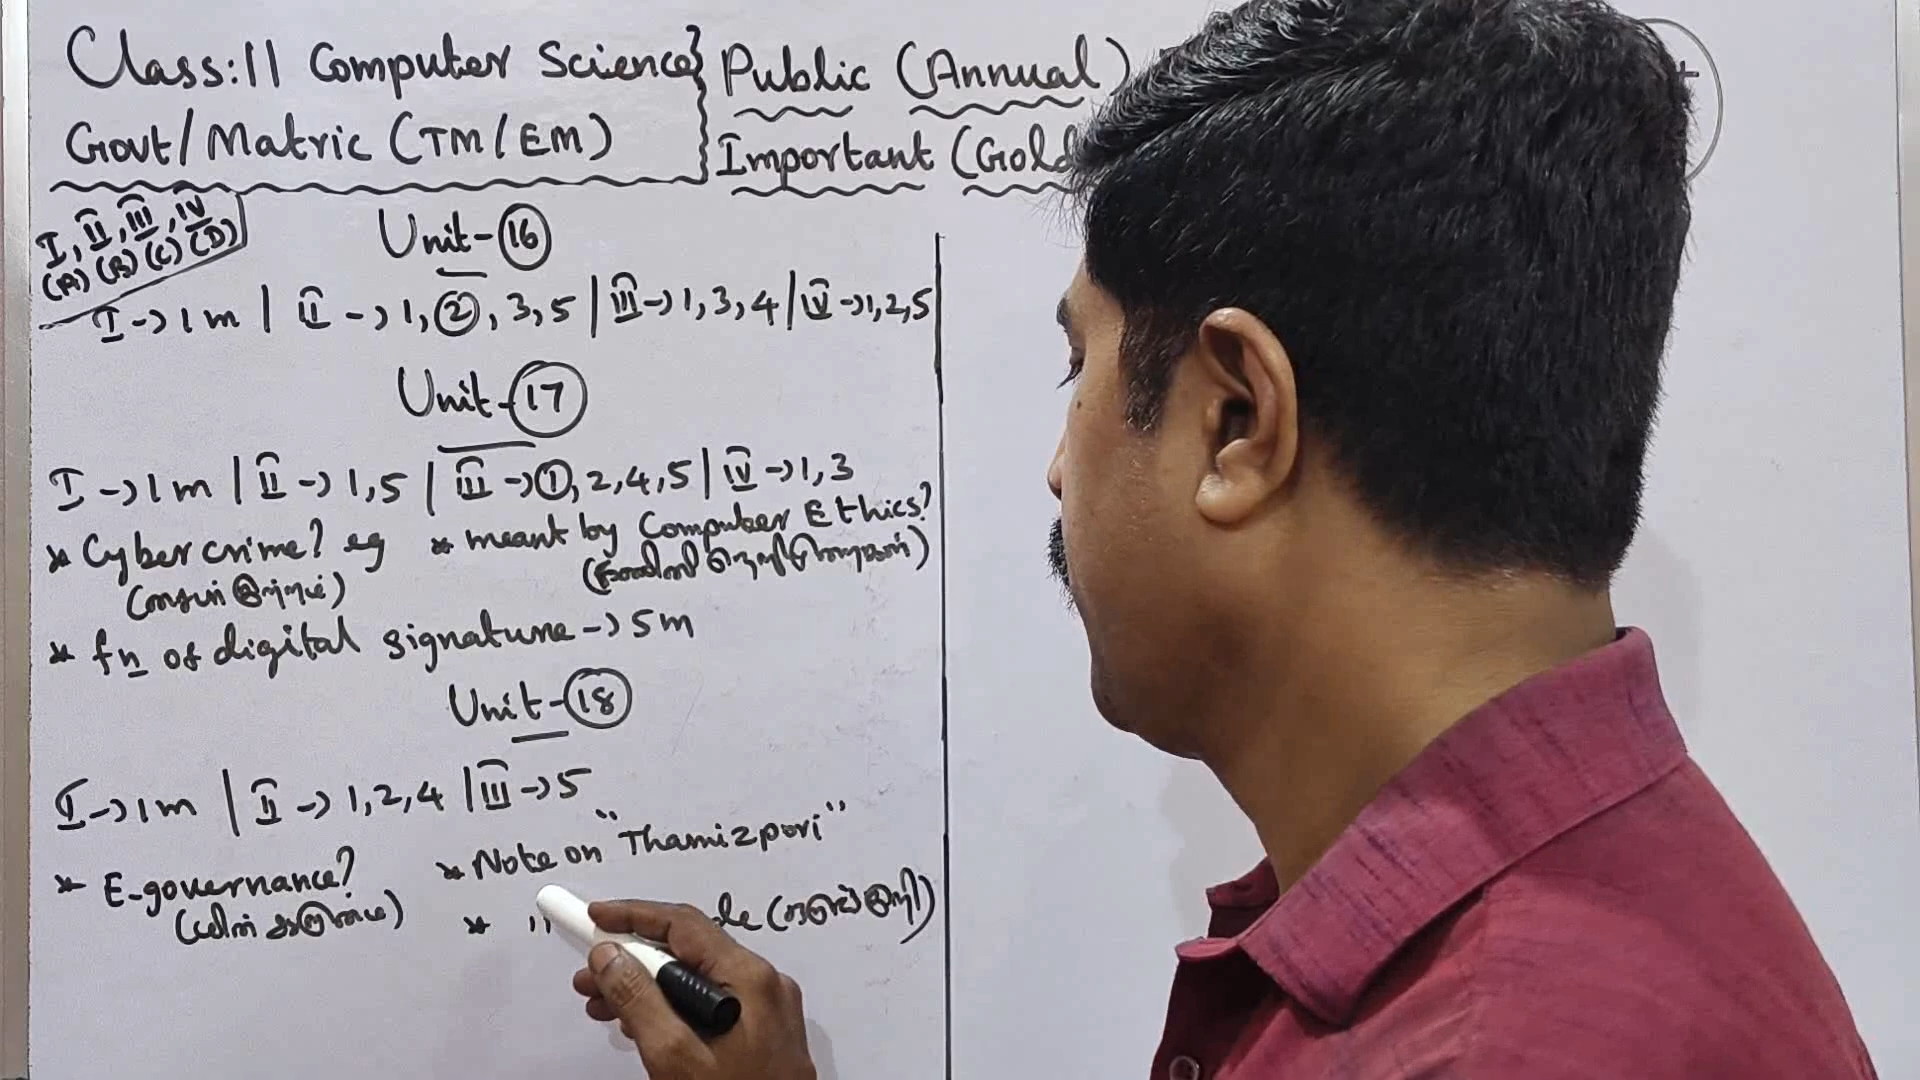 Class:11 Computer Science
Govt/Matric (TM/EM)
Public (Annual)
Important (Gold
I, II, III, IV
(A) (B) (C) (D)
Unit-16
I -> 1m | II -> 1, 2, 3, 5 | III -> 1, 3, 4 | IV -> 1, 2, 5
Unit-17
I -> 1m | II -> 1, 5 | III -> 1, 2, 4, 5 | IV -> 1, 3
* Cyber crime? eg * meant by Computer Ethics?
* fn of digital signature -> 5m
Unit-18
I -> 1m | II -> 1, 2, 4 | III -> 5
* E-governance? * Note on "Thamizpori"
(மின் அரசாண்மை)
* "